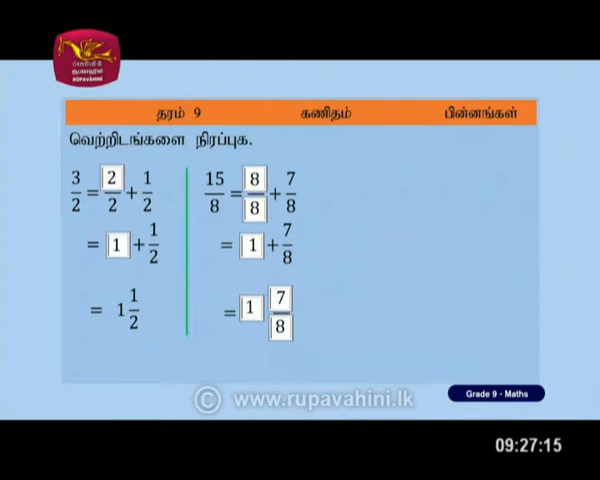 රූපවාහිනී
ரூபவாஹினி
RUPAVAHINI
தரம் 9 கணிதம் பின்னங்கள்
வெற்றிடங்களை நிரப்புக.
3/2 = 2/2 + 1/2
= 1 + 1/2
= 1 1/2
15/8 = 8/8 + 7/8
= 1 + 7/8
= 1 7/8
Grade 9 - Maths
© www.rupavahini.lk
09:27:15